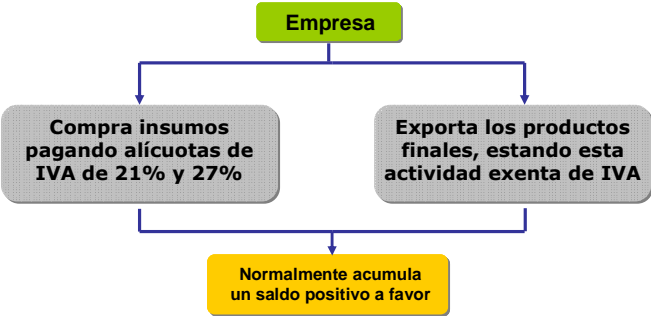 Empresa
Compra insumos
pagando alícuotas de
IVA de 21% y 27%
Exporta los productos
finales, estando esta
actividad exenta de IVA
Normalmente acumula
un saldo positivo a favor